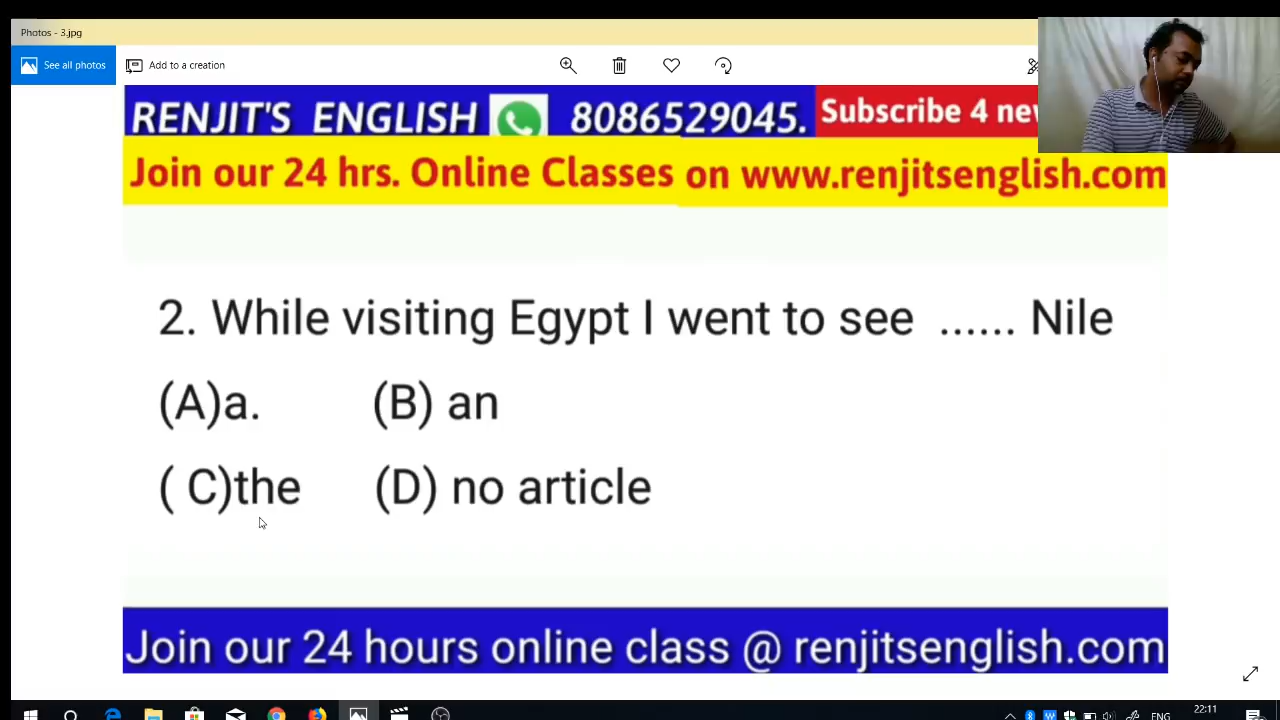 Photos - 3.jpg
See all photos
Add to a creation
RENJIT'S ENGLISH 8086529045. Subscribe 4
Join our 24 hrs. Online Classes on www.renjitsenglish.com
2. While visiting Egypt I went to see ...... Nile
(A)a. (B) an
( C)the (D) no article
Join our 24 hours online class @ renjitsenglish.com
ENG 22:11